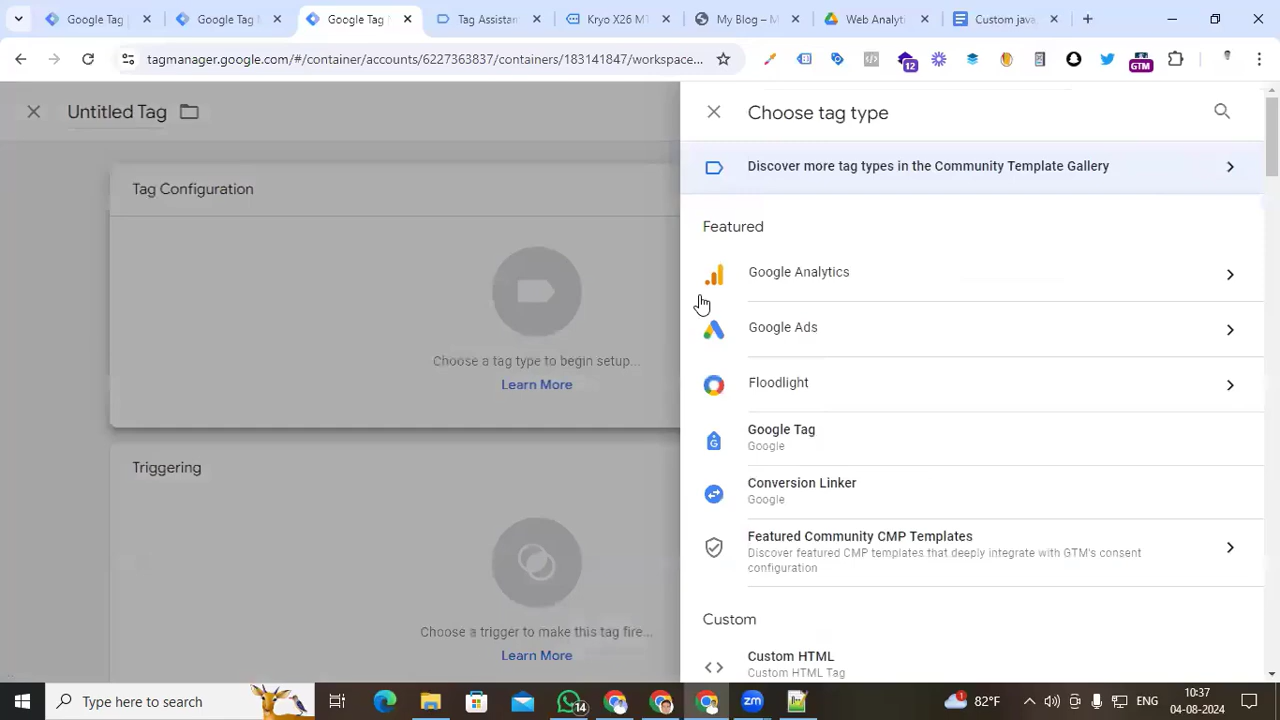 Google Tag
Google Tag
Google Tag
Tag Assistan
Kryo X26 MT
My Blog – M
Web Analyti
Custom java
tagmanager.google.com/#/container/accounts/6227363837/containers/183141847/workspace...
12
GTM
Untitled Tag
Choose tag type
Discover more tag types in the Community Template Gallery
Tag Configuration
Featured
Google Analytics
Google Ads
Choose a tag type to begin setup...
Learn More
Floodlight
Google Tag
Google
Triggering
Conversion Linker
Google
Featured Community CMP Templates
Discover featured CMP templates that deeply integrate with GTM's consent
configuration
Custom
Choose a trigger to make this tag fire...
Learn More
Custom HTML
Custom HTML Tag
Type here to search
14
1
82°F
ENG
10:37
04-08-2024